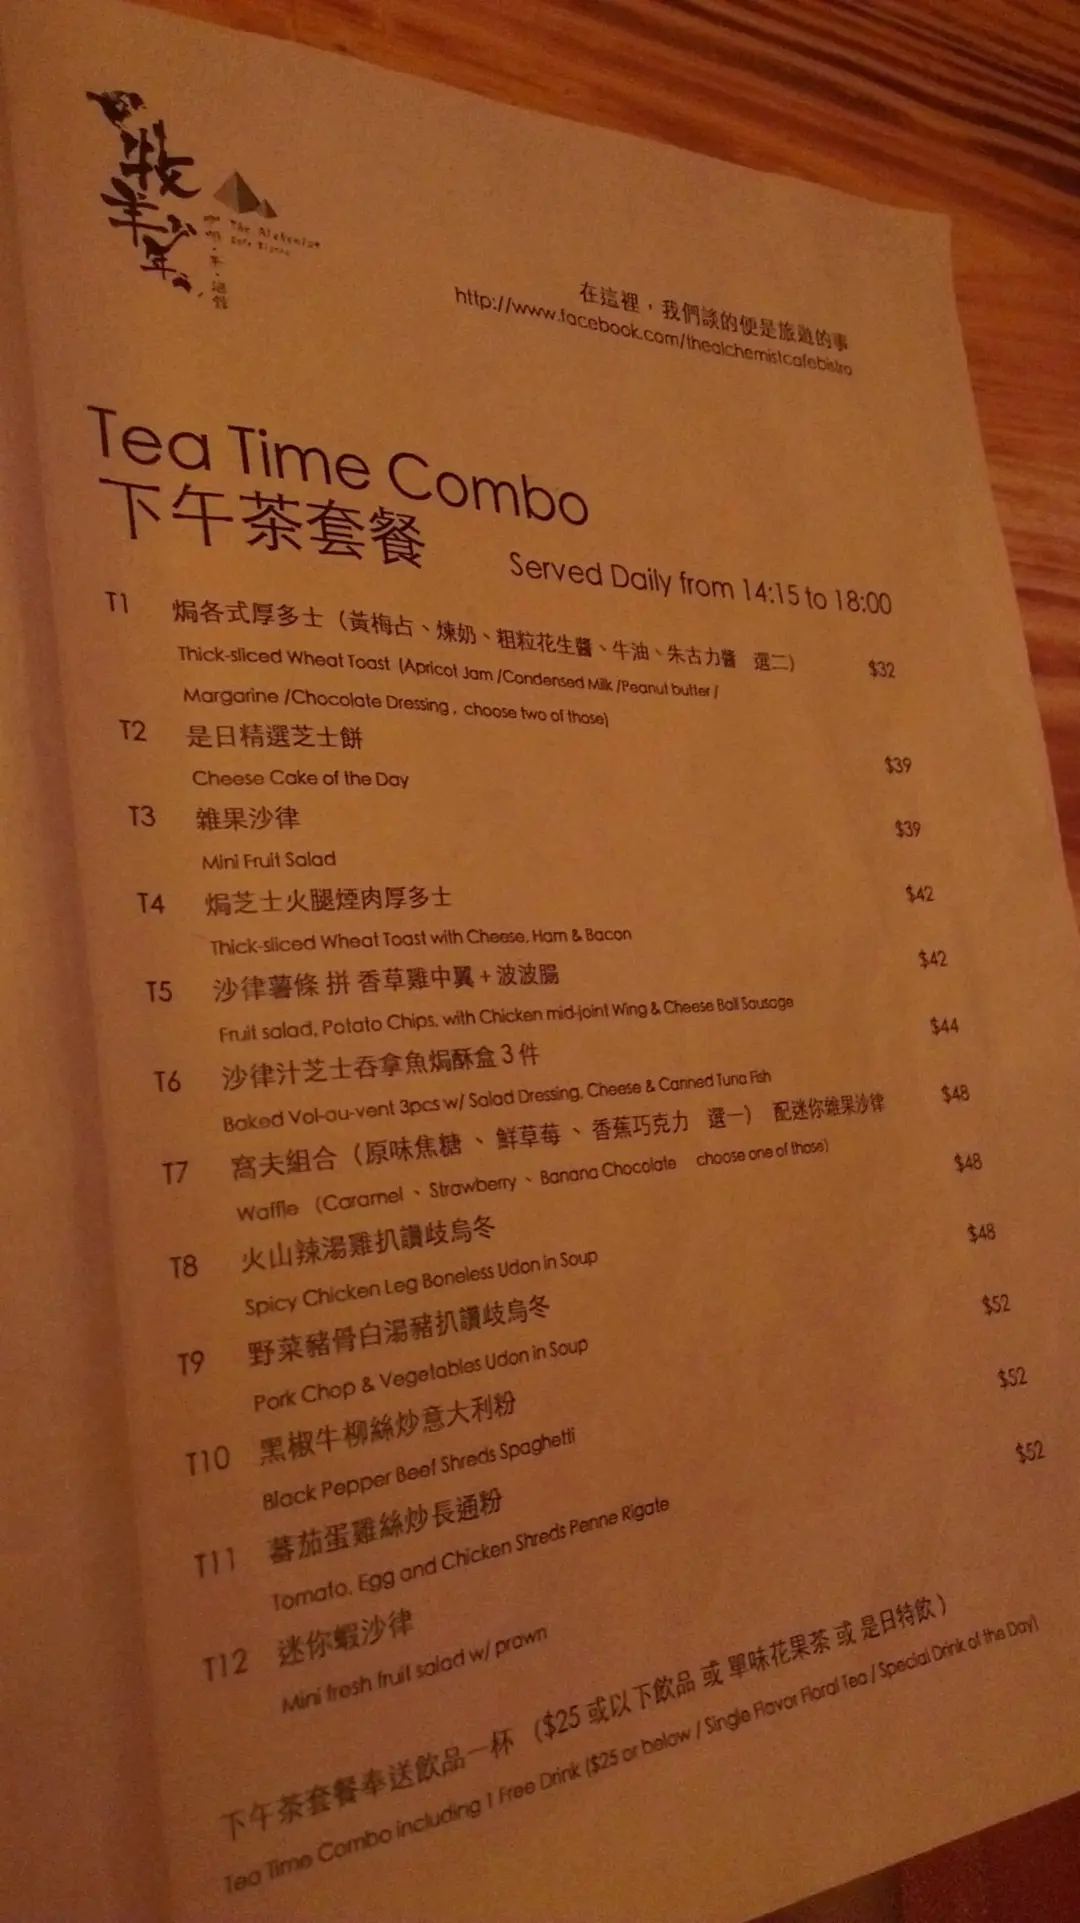 牧羊少年
咖啡・茶・酒館
The Alchemist
Cafe Bistro
在這裡，我們談的便是旅遊的事
http://www.facebook.com/thealchemistcafebistro
Tea Time Combo
下午茶套餐
Served Daily from 14:15 to 18:00
T1 焗各式厚多士（黃梅占、煉奶、粗粒花生醬、牛油、朱古力醬 選二） $32
Thick-sliced Wheat Toast (Apricot Jam /Condensed Milk /Peanut butter /
Margarine /Chocolate Dressing , choose two of those)
T2 是日精選芝士餅 $39
Cheese Cake of the Day
T3 雜果沙律 $39
Mini Fruit Salad
T4 焗芝士火腿煙肉厚多士 $42
Thick-sliced Wheat Toast with Cheese, Ham & Bacon
T5 沙律薯條 拼 香草雞中翼 + 波波腸 $42
Fruit salad, Potato Chips, with Chicken mid-joint Wing & Cheese Ball Sausage
T6 沙律汁芝士吞拿魚焗酥盒 3 件 $44
Baked Vol-au-vent 3pcs w/ Salad Dressing, Cheese & Canned Tuna Fish
T7 窩夫組合（原味焦糖 、 鮮草莓 、 香蕉巧克力 選一） 配迷你雜果沙律 $48
Waffle （Caramel 、 Strawberry 、 Banana Chocolate choose one of those）
T8 火山辣湯雞扒讚岐烏冬 $48
Spicy Chicken Leg Boneless Udon in Soup
T9 野菜豬骨白湯豬扒讚岐烏冬 $48
Pork Chop & Vegetables Udon in Soup
T10 黑椒牛柳絲炒意大利粉 $52
Black Pepper Beef Shreds Spaghetti
T11 蕃茄蛋雞絲炒長通粉 $52
Tomato, Egg and Chicken Shreds Penne Rigate
T12 迷你蝦沙律 $52
Mini fresh fruit salad w/ prawn
下午茶套餐奉送飲品一杯 （$25 或以下飲品 或 單味花果茶 或 是日特飲）
Tea Time Combo including 1 Free Drink ($25 or below / Single Flavor Floral Tea / Special Drink of the Day)